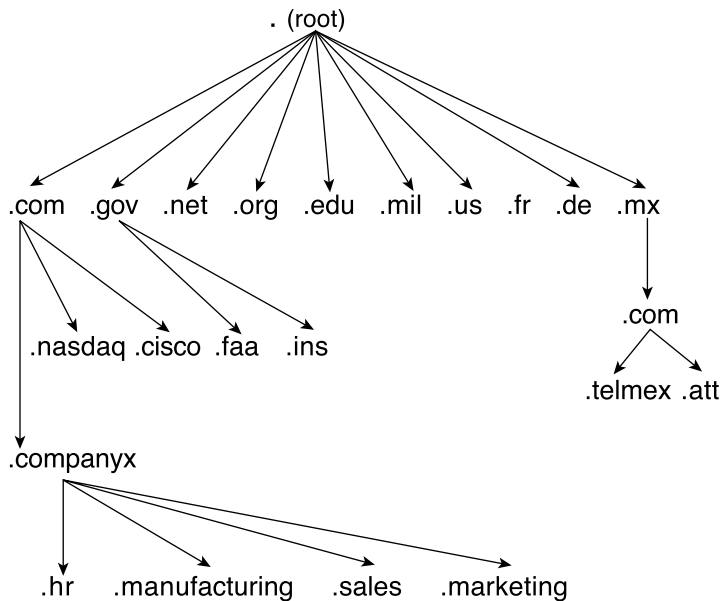 . (root)
.com .gov .net .org .edu .mil .us .fr .de .mx
.com
.nasdaq .cisco .faa .ins
.telmex .att
.companyx
.hr .manufacturing .sales .marketing